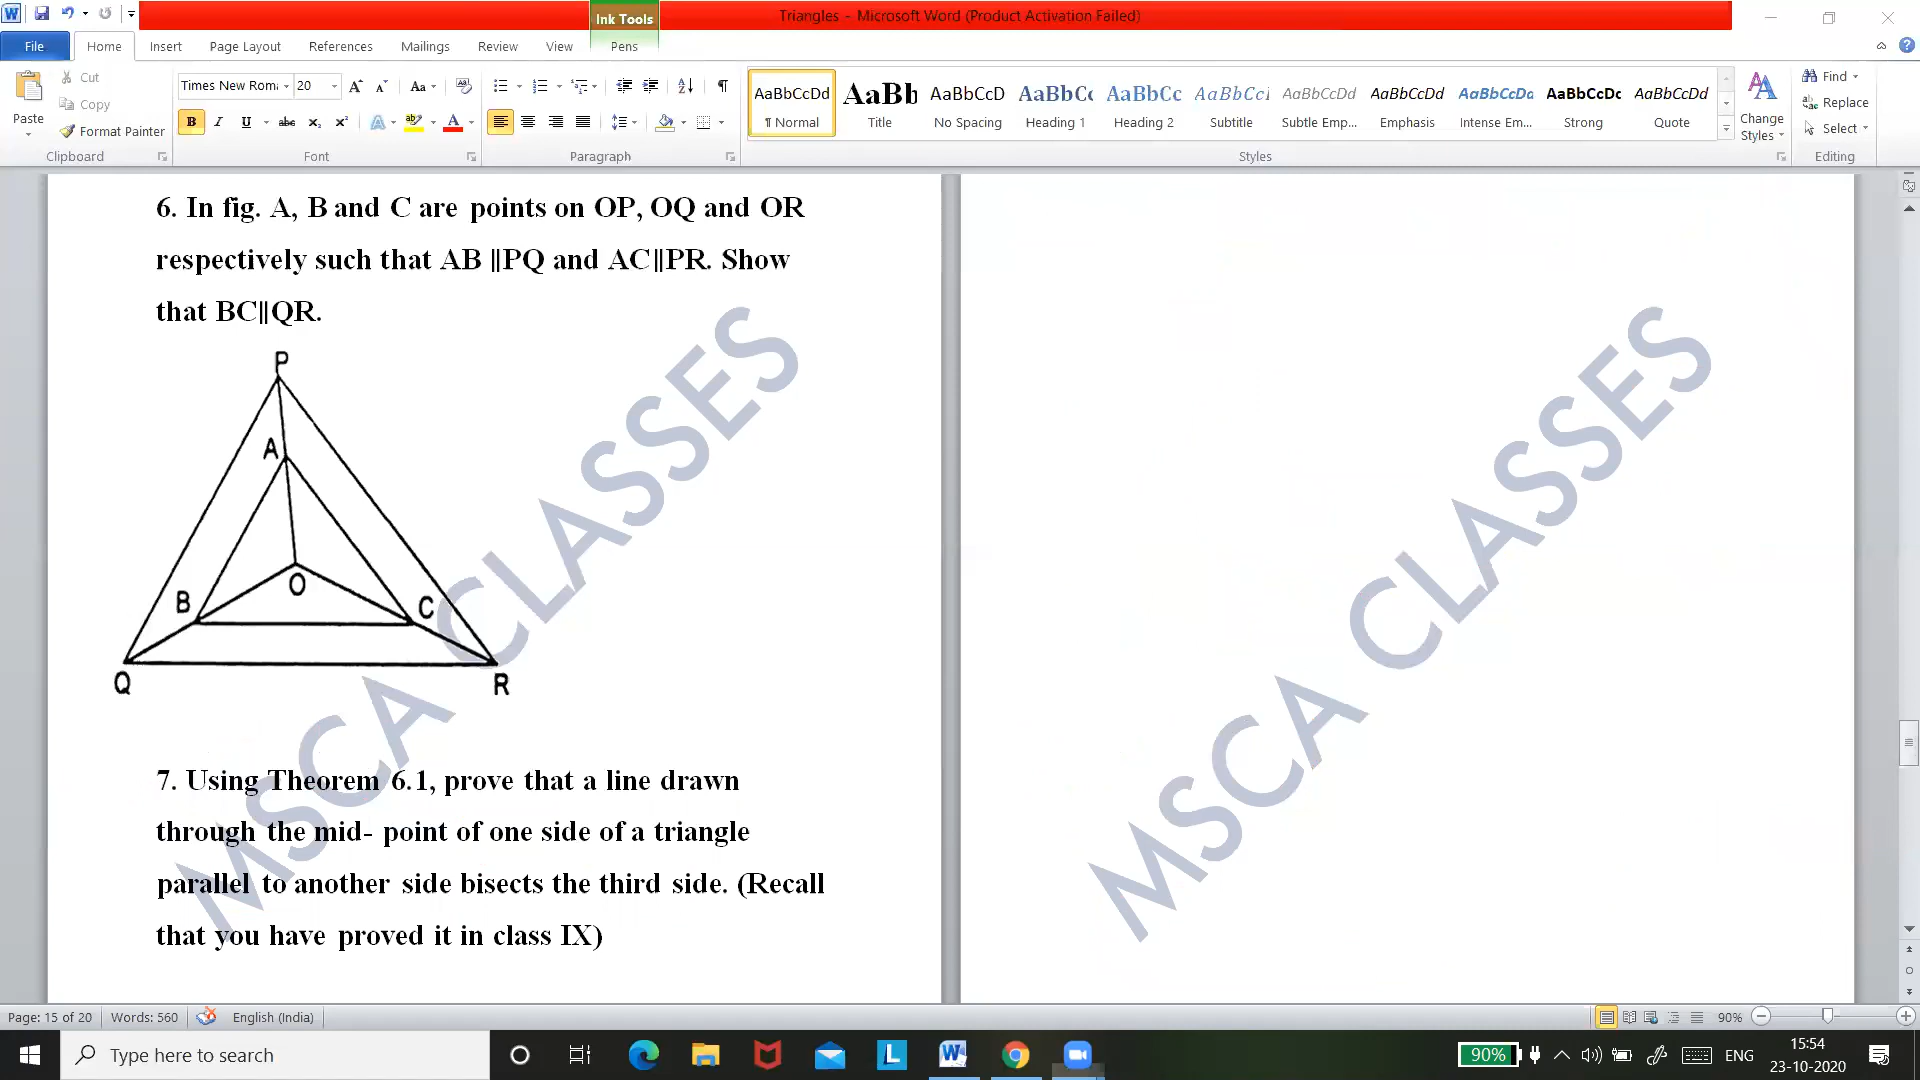 Ink Tools
Triangles - Microsoft Word (Product Activation Failed)
File Home Insert Page Layout References Mailings Review View Pens
Paste
Cut
Copy
Format Painter
Clipboard
Times New Rom: 20
Font
Paragraph
AaBbCcDd AaBb AaBbCcD AaBbCc AaBbCc AaBbCcI AaBbCcDd AaBbCcDd AaBbCcDd AaBbCcDc AaBbCcDd
¶ Normal Title No Spacing Heading 1 Heading 2 Subtitle Subtle Emp... Emphasis Intense Em... Strong Quote
Styles
Change Styles
Find
Replace
Select
Editing
6. In fig. A, B and C are points on OP, OQ and OR
respectively such that AB ||PQ and AC||PR. Show
that BC||QR.
P
A
O
B
C
Q
R
7. Using Theorem 6.1, prove that a line drawn
through the mid- point of one side of a triangle
parallel to another side bisects the third side. (Recall
that you have proved it in class IX)
MSCA CLASSES
MSCA CLASSES
Page: 15 of 20 Words: 560 English (India) 90%
Type here to search
90%
ENG
15:54
23-10-2020